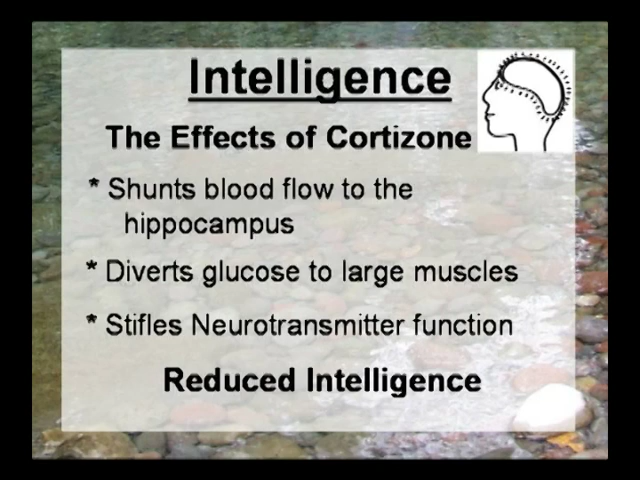 Intelligence
The Effects of Cortizone
* Shunts blood flow to the
hippocampus
* Diverts glucose to large muscles
* Stifles Neurotransmitter function
Reduced Intelligence